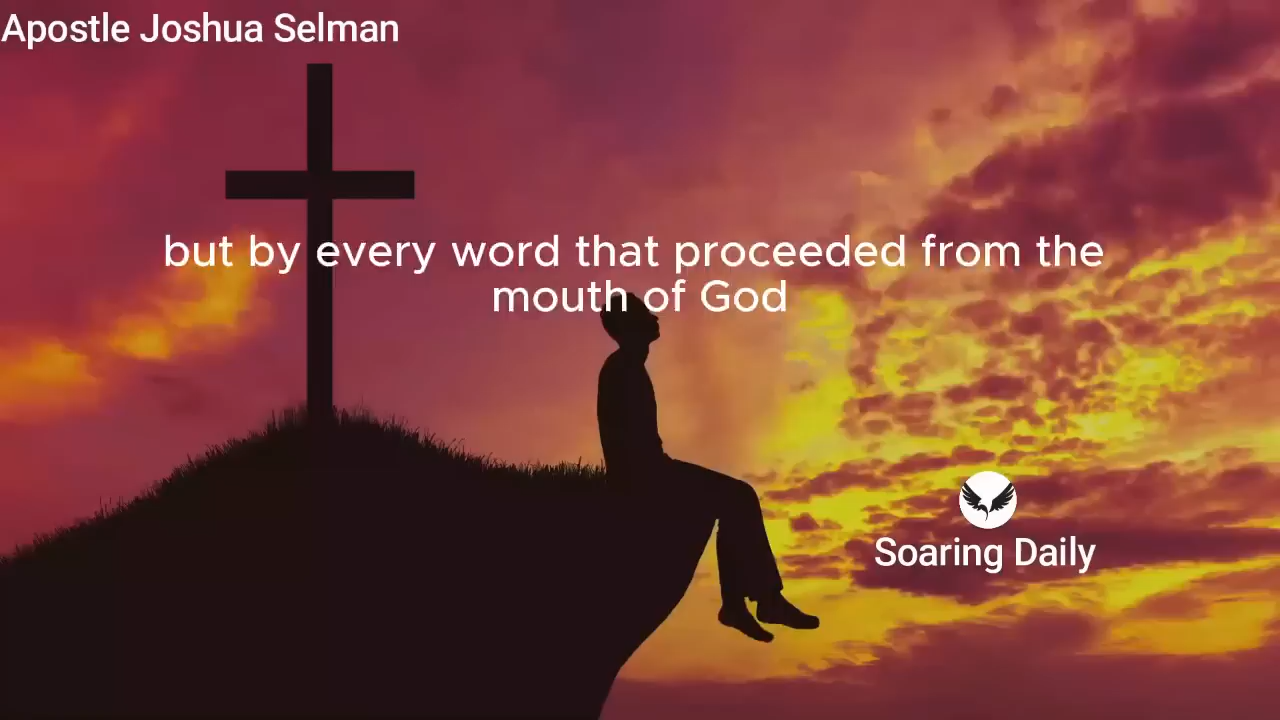 Apostle Joshua Selman
but by every word that proceeded from the
mouth of God
Soaring Daily